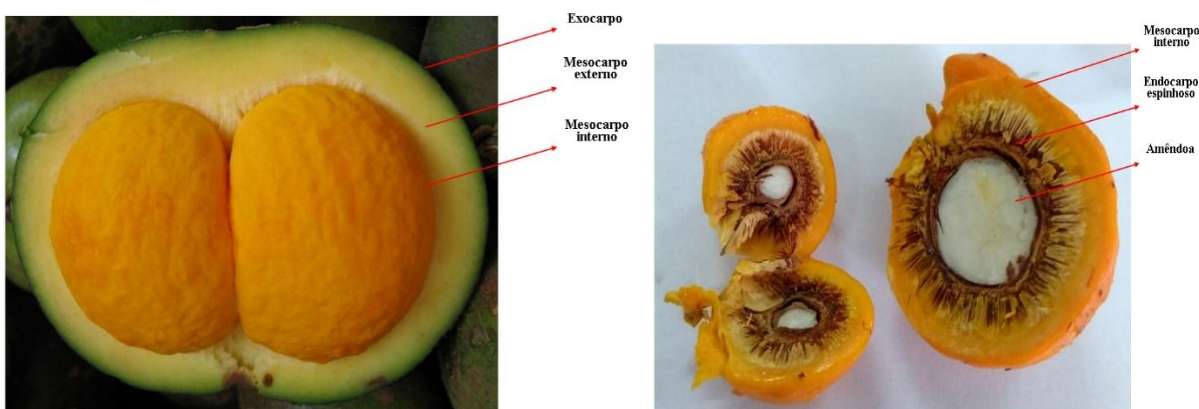 Exocarpo
Mesocarpo
externo
Mesocarpo
interno
Mesocarpo
interno
Endocarpo
espinhoso
Amêndoa